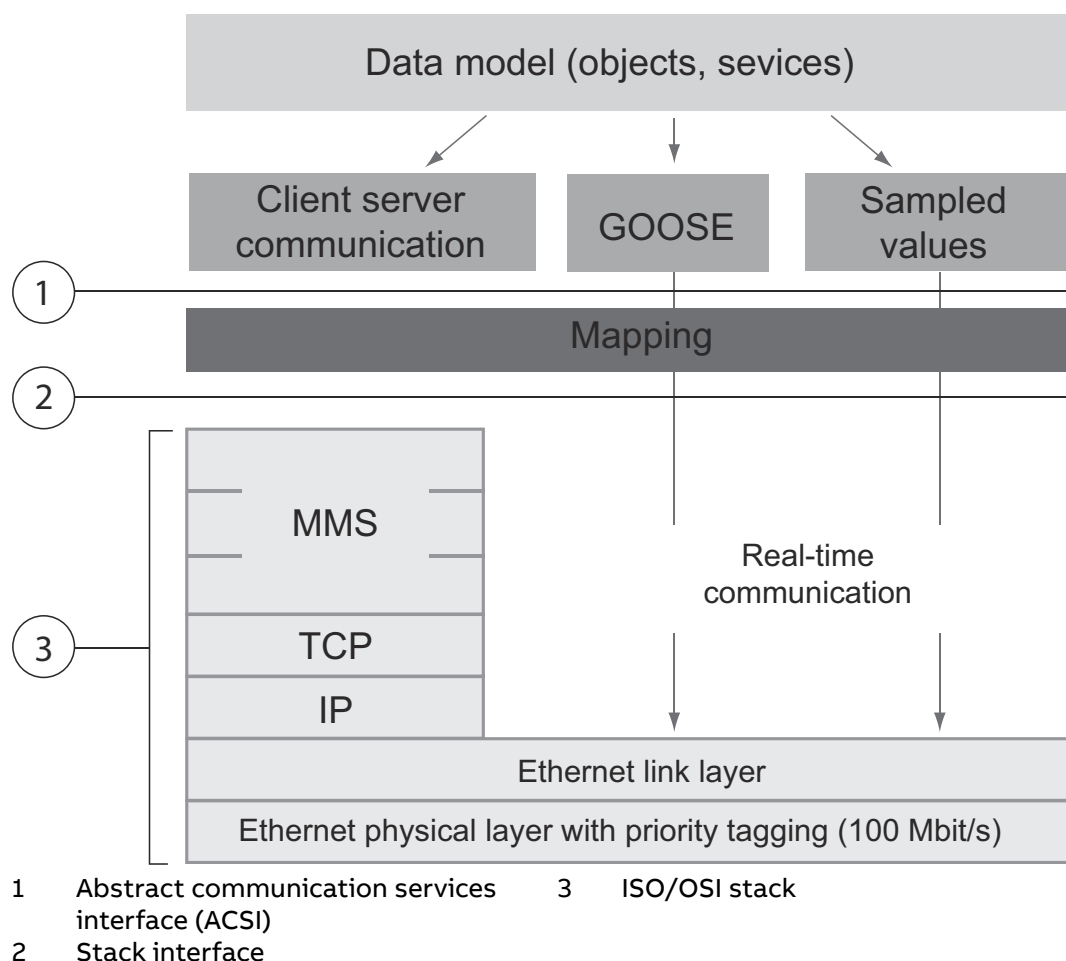 Data model (objects, sevices)
Client server
communication
GOOSE
Sampled
values
1
Mapping
2
MMS
Real-time
communication
3
TCP
IP
Ethernet link layer
Ethernet physical layer with priority tagging (100 Mbit/s)
1 Abstract communication services
interface (ACSI)
2 Stack interface
3 ISO/OSI stack